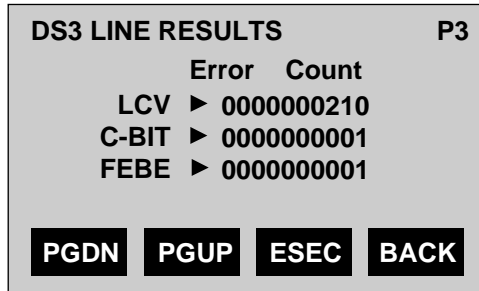 DS3 LINE RESULTS P3
Error Count
LCV ► 0000000210
C-BIT ► 0000000001
FEBE ► 0000000001
PGDN PGUP ESEC BACK